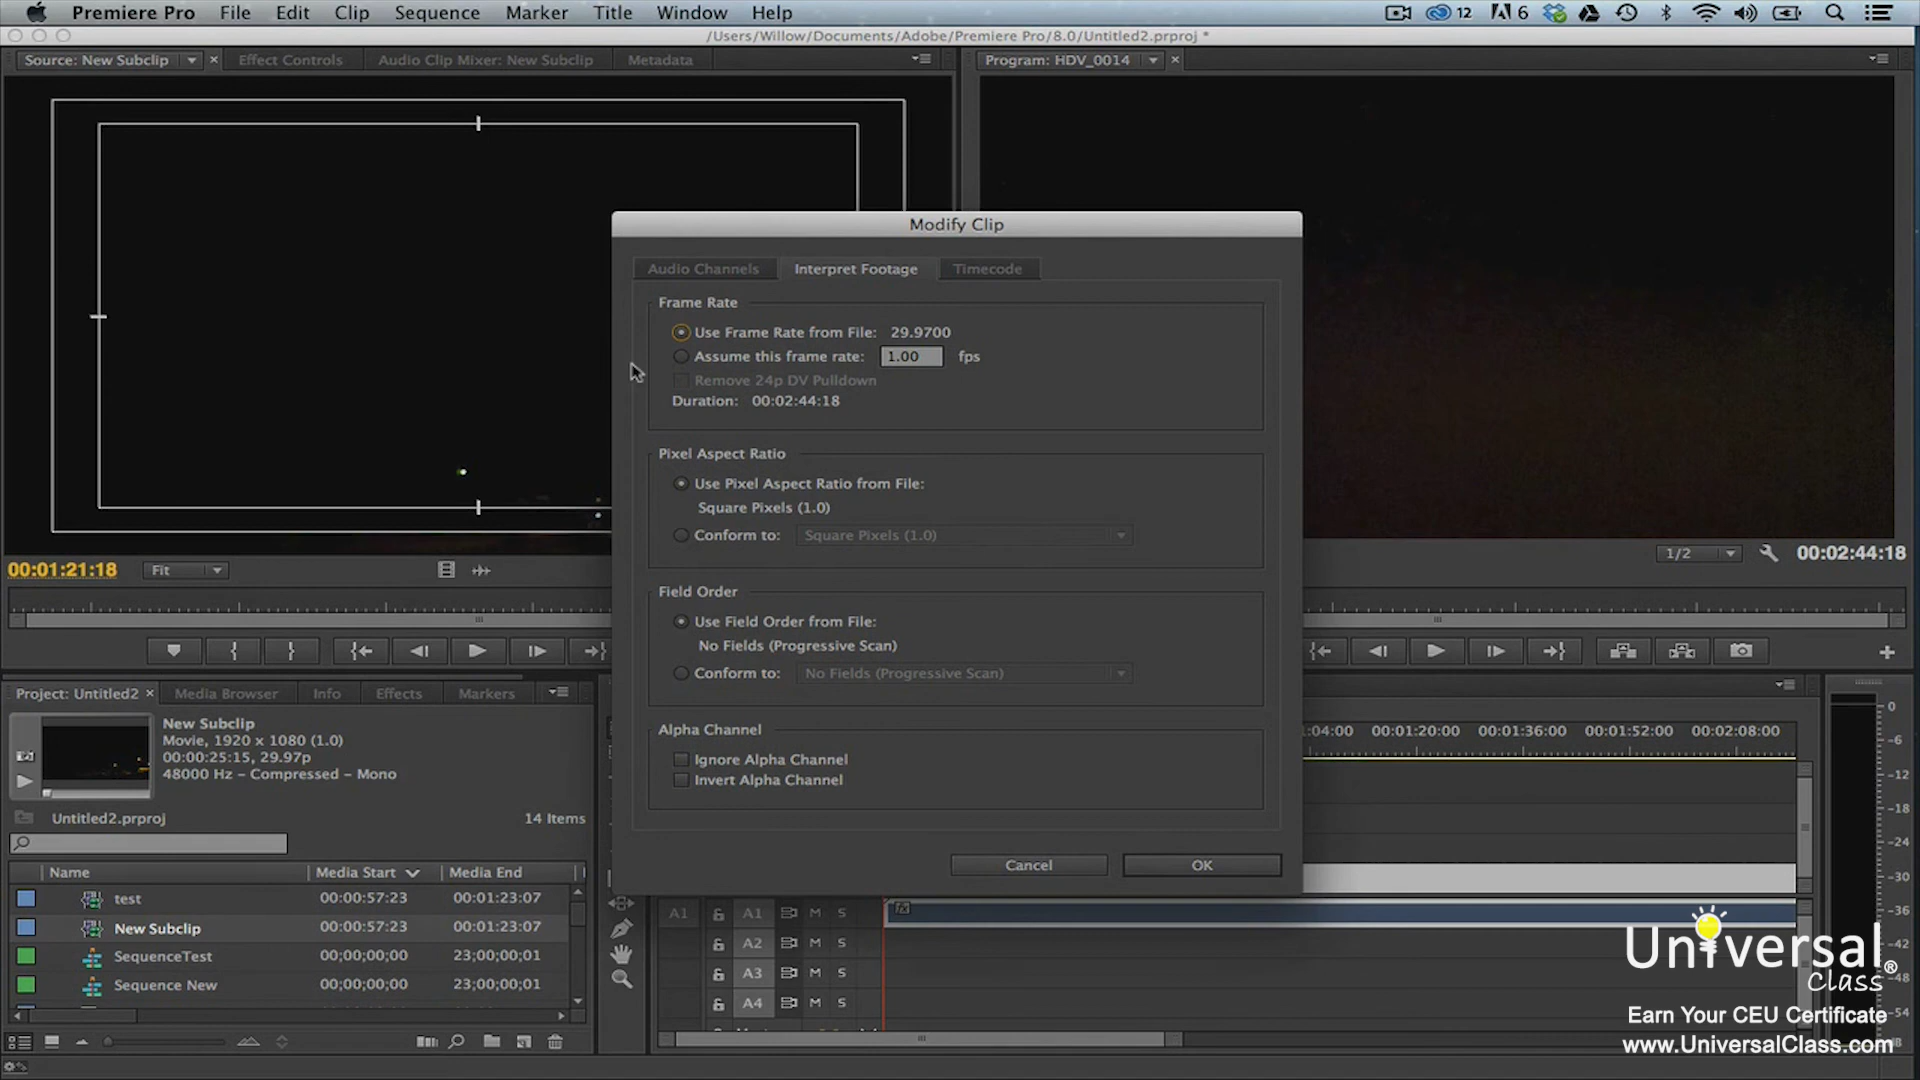 Premiere Pro File Edit Clip Sequence Marker Title Window Help 12 6
/Users/Willow/Documents/Adobe/Premiere Pro/8.0/Untitled2.prproj *
Source: New Subclip Effect Controls Audio Clip Mixer: New Subclip Metadata
Program: HDV_0014
Modify Clip
Audio Channels Interpret Footage Timecode
Frame Rate
Use Frame Rate from File: 29.9700
Assume this frame rate: 1.00 fps
Remove 24p DV Pulldown
Duration: 00:02:44:18
Pixel Aspect Ratio
Use Pixel Aspect Ratio from File:
Square Pixels (1.0)
Conform to: Square Pixels (1.0)
Field Order
Use Field Order from File:
No Fields (Progressive Scan)
Conform to: No Fields (Progressive Scan)
Alpha Channel
Ignore Alpha Channel
Invert Alpha Channel
Cancel OK
00:01:21:18 Fit
1/2 00:02:44:18
Project: Untitled2 Media Browser Info Effects Markers
New Subclip
Movie, 1920 x 1080 (1.0)
00:00:25:15, 29.97p
48000 Hz - Compressed - Mono
Untitled2.prproj 14 Items
Name Media Start Media End
test 00:00:57:23 00:01:23:07
New Subclip 00:00:57:23 00:01:23:07
SequenceTest 00;00;00;00 23;00;00;01
Sequence New 00;00;00;00 23;00;00;01
:04:00 00:01:20:00 00:01:36:00 00:01:52:00 00:02:08:00
A1 A1 M S
fx
A2 M S
A3 M S
A4 M S
0
-6
-12
-18
-24
-30
-36
-42
-48
-54
Universal
Class®
Earn Your CEU Certificate
www.UniversalClass.com